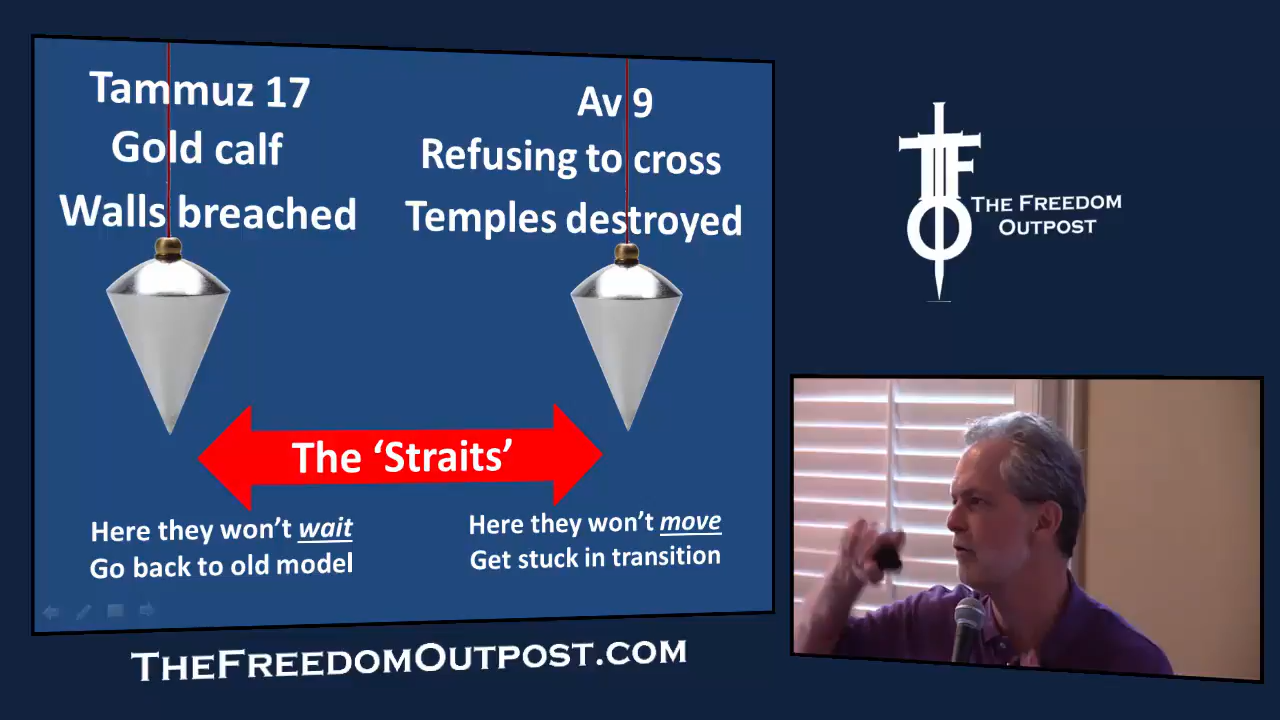 Tammuz 17
Gold calf
Walls breached
Av 9
Refusing to cross
Temples destroyed
The ‘Straits’
Here they won’t wait
Go back to old model
Here they won’t move
Get stuck in transition
TF
The Freedom
Outpost
TheFreedomOutpost.com